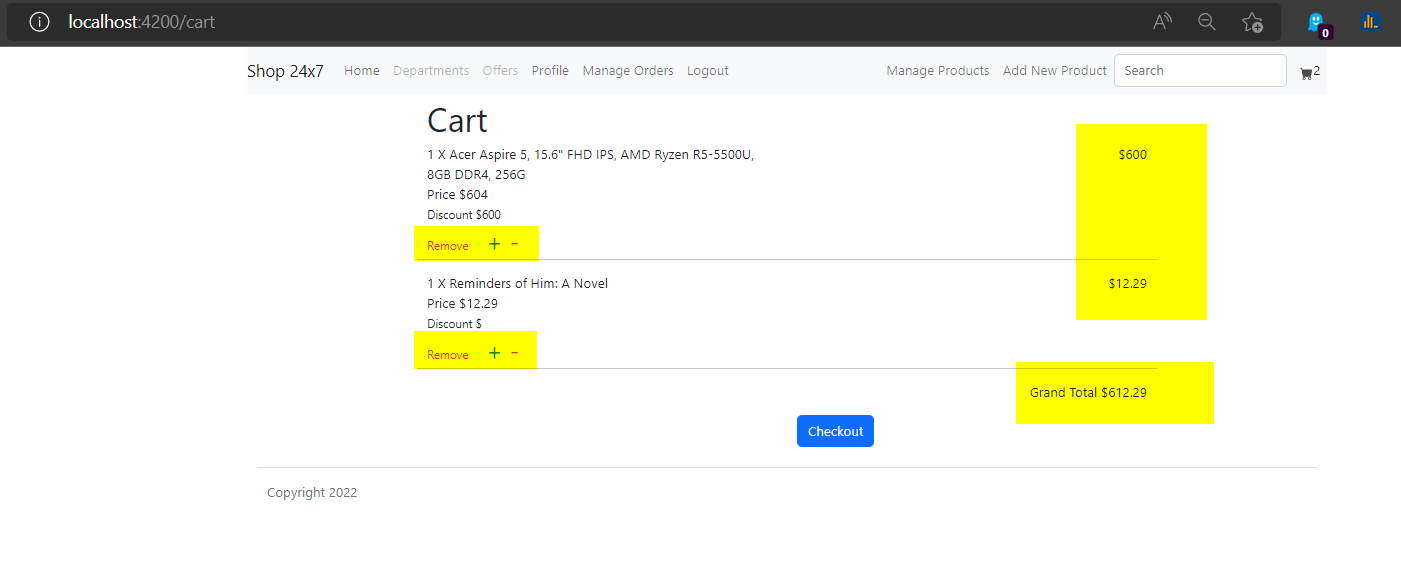 localhost:4200/cart
0
Shop 24x7 Home Departments Offers Profile Manage Orders Logout Manage Products Add New Product Search 2
Cart
1 X Acer Aspire 5, 15.6" FHD IPS, AMD Ryzen R5-5500U, $600
8GB DDR4, 256G
Price $604
Discount $600
Remove + -
1 X Reminders of Him: A Novel $12.29
Price $12.29
Discount $
Remove + -
Grand Total $612.29
Checkout
Copyright 2022